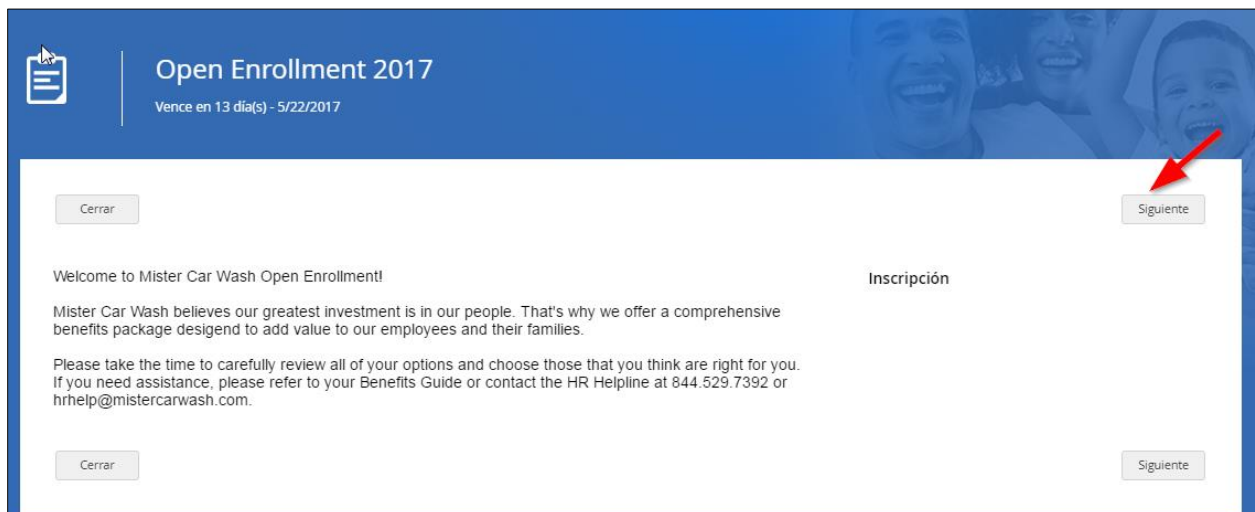 Open Enrollment 2017
Vence en 13 día(s) - 5/22/2017
Cerrar
Siguiente
Welcome to Mister Car Wash Open Enrollment!
Inscripción
Mister Car Wash believes our greatest investment is in our people. That's why we offer a comprehensive
benefits package desigend to add value to our employees and their families.
Please take the time to carefully review all of your options and choose those that you think are right for you.
If you need assistance, please refer to your Benefits Guide or contact the HR Helpline at 844.529.7392 or
hrhelp@mistercarwash.com.
Cerrar
Siguiente